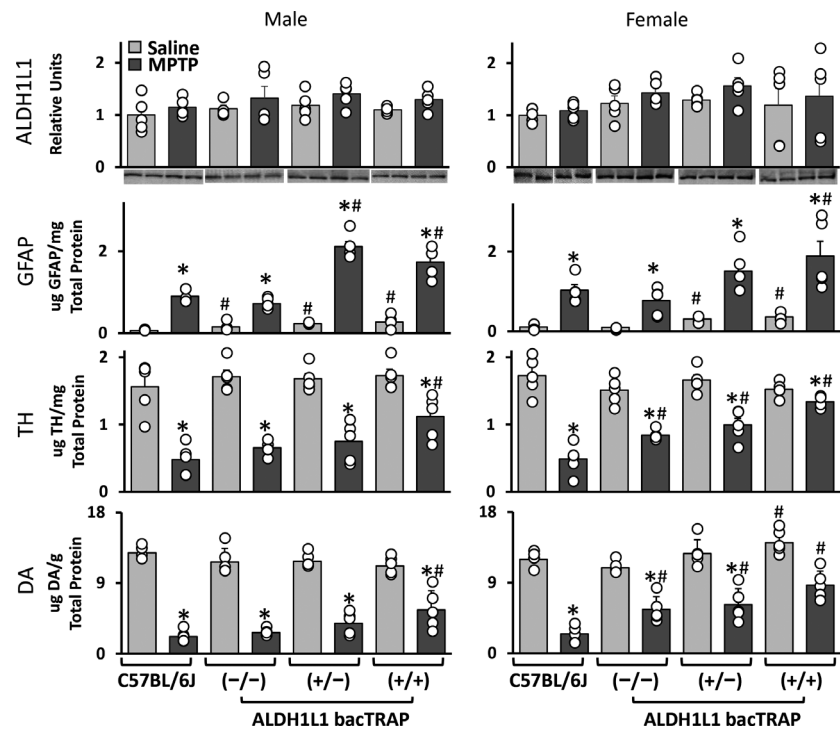 Male
Female
Saline
MPTP
ALDH1L1
Relative Units
2
1
0
2
1
0
GFAP
ug GFAP/mg
Total Protein
2
0
* # * # *# # *#
2
0
* * # * # *#
TH
ug TH/mg
Total Protein
2
1
0
* * * *#
2
1
0
* *# *# *#
DA
ug DA/g
Total Protein
18
9
0
* * * *#
18
9
0
* *# *# # #
C57BL/6J (−/−) (+/−) (+/+)
ALDH1L1 bacTRAP
C57BL/6J (−/−) (+/−) (+/+)
ALDH1L1 bacTRAP